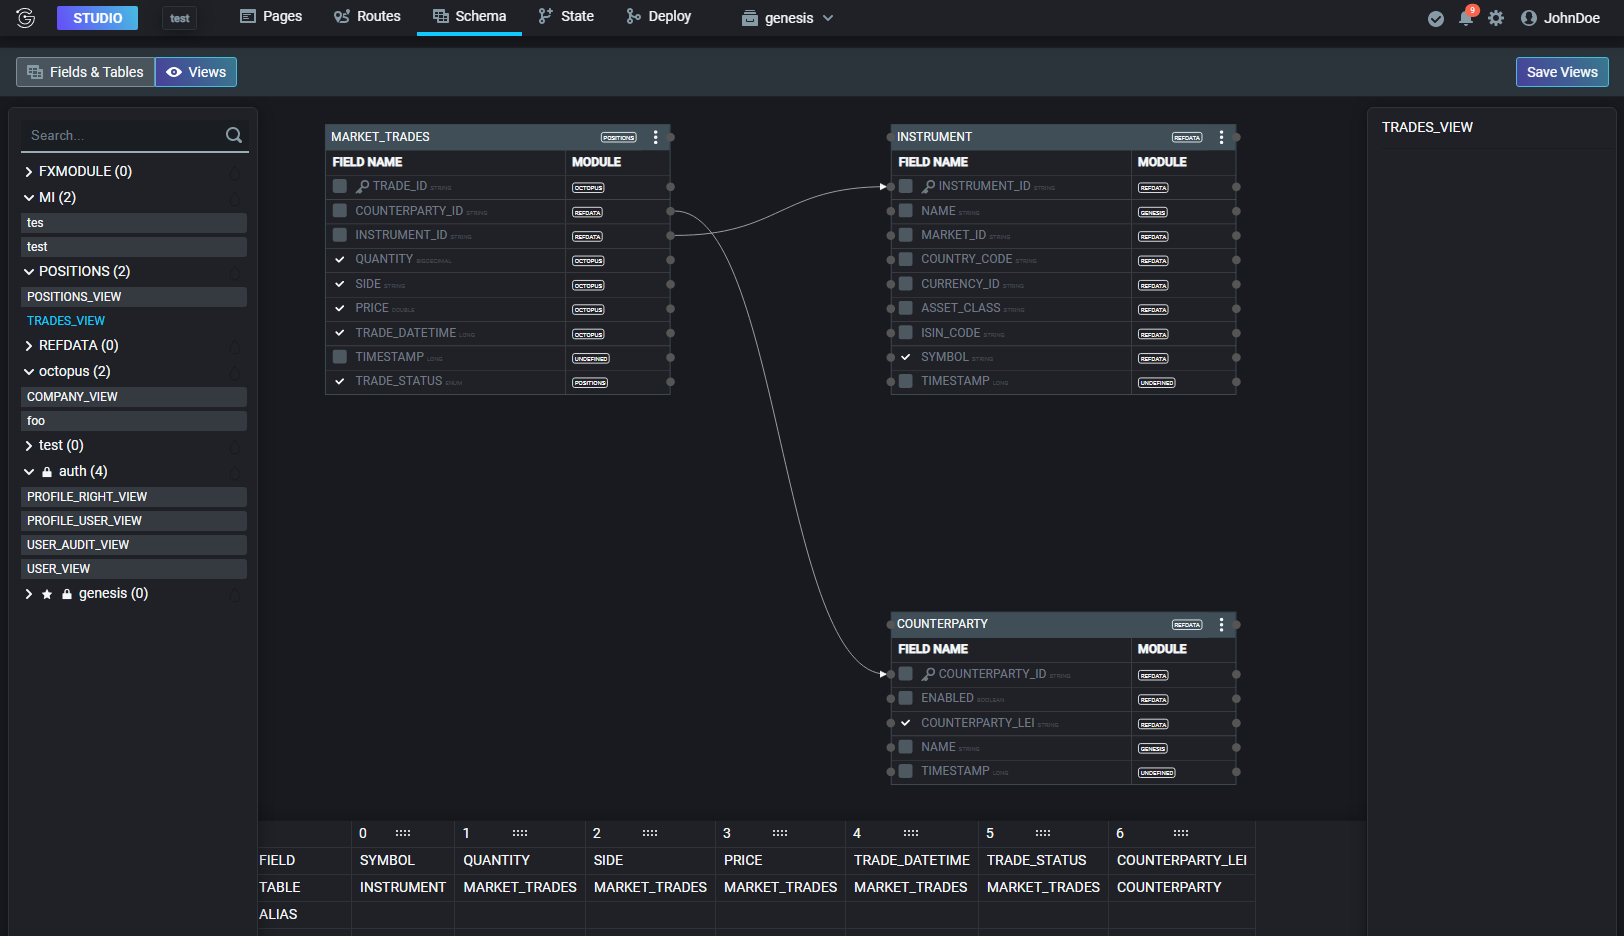 STUDIO test Pages Routes Schema State Deploy genesis 9 JohnDoe
Fields & Tables Views Save Views
Search...
FXMODULE (0)
MI (2)
tes
test
POSITIONS (2)
POSITIONS_VIEW
TRADES_VIEW
REFDATA (0)
octopus (2)
COMPANY_VIEW
foo
test (0)
auth (4)
PROFILE_RIGHT_VIEW
PROFILE_USER_VIEW
USER_AUDIT_VIEW
USER_VIEW
genesis (0)
MARKET_TRADES POSITIONS
FIELD NAME MODULE
TRADE_ID STRING OCTOPUS
COUNTERPARTY_ID STRING REFDATA
INSTRUMENT_ID STRING REFDATA
QUANTITY BIGDECIMAL OCTOPUS
SIDE STRING OCTOPUS
PRICE DOUBLE OCTOPUS
TRADE_DATETIME LONG OCTOPUS
TIMESTAMP LONG UNDEFINED
TRADE_STATUS ENUM POSITIONS
INSTRUMENT REFDATA
FIELD NAME MODULE
INSTRUMENT_ID STRING REFDATA
NAME STRING GENESIS
MARKET_ID STRING REFDATA
COUNTRY_CODE STRING REFDATA
CURRENCY_ID STRING REFDATA
ASSET_CLASS STRING REFDATA
ISIN_CODE STRING REFDATA
SYMBOL STRING REFDATA
TIMESTAMP LONG UNDEFINED
COUNTERPARTY REFDATA
FIELD NAME MODULE
COUNTERPARTY_ID STRING REFDATA
ENABLED BOOLEAN REFDATA
COUNTERPARTY_LEI STRING REFDATA
NAME STRING GENESIS
TIMESTAMP LONG UNDEFINED
TRADES_VIEW
0 1 2 3 4 5 6
FIELD SYMBOL QUANTITY SIDE PRICE TRADE_DATETIME TRADE_STATUS COUNTERPARTY_LEI
TABLE INSTRUMENT MARKET_TRADES MARKET_TRADES MARKET_TRADES MARKET_TRADES MARKET_TRADES COUNTERPARTY
ALIAS